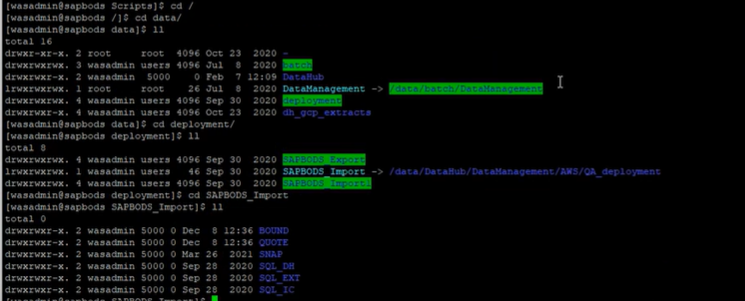 [wasadmin@sapbods Scripts]$ cd /
[wasadmin@sapbods /]$ cd data/
[wasadmin@sapbods data]$ ll
total 16
drwxr-xr-x. 2 root root 4096 Oct 23 2020 ~
drwxrwxrwx. 3 wasadmin users 4096 Jul 8 2020 batch
drwxrwxr-x. 2 wasadmin 5000 0 Feb 7 12:09 DataHub
lrwxrwxrwx. 1 root root 26 Jul 8 2020 DataManagement -> /data/batch/DataManagement
drwxrwxrwx. 4 wasadmin users 4096 Sep 30 2020 deployment
drwxrwxr-x. 6 wasadmin users 4096 Oct 23 2020 dh_gcp_extracts
[wasadmin@sapbods data]$ cd deployment/
[wasadmin@sapbods deployment]$ ll
total 8
drwxrwxrwx. 4 wasadmin users 4096 Sep 30 2020 SAPBODS_Export
lrwxrwxrwx. 1 wasadmin users 46 Sep 30 2020 SAPBODS_Import -> /data/DataHub/DataManagement/AWS/QA_deployment
drwxrwxrwx. 4 wasadmin users 4096 Sep 30 2020 SAPBODS_Import1
[wasadmin@sapbods deployment]$ cd SAPBODS_Import
[wasadmin@sapbods SAPBODS_Import]$ ll
total 0
drwxrwxr-x. 2 wasadmin 5000 0 Dec 8 12:36 BOUND
drwxrwxr-x. 2 wasadmin 5000 0 Dec 8 12:36 QUOTE
drwxrwxr-x. 2 wasadmin 5000 0 Mar 26 2021 SNAP
drwxrwxr-x. 2 wasadmin 5000 0 Sep 28 2020 SQL_DH
drwxrwxr-x. 2 wasadmin 5000 0 Sep 28 2020 SQL_EXT
drwxrwxr-x. 2 wasadmin 5000 0 Sep 28 2020 SQL_IC
[wasadmin@sapbods SAPBODS_Import]$